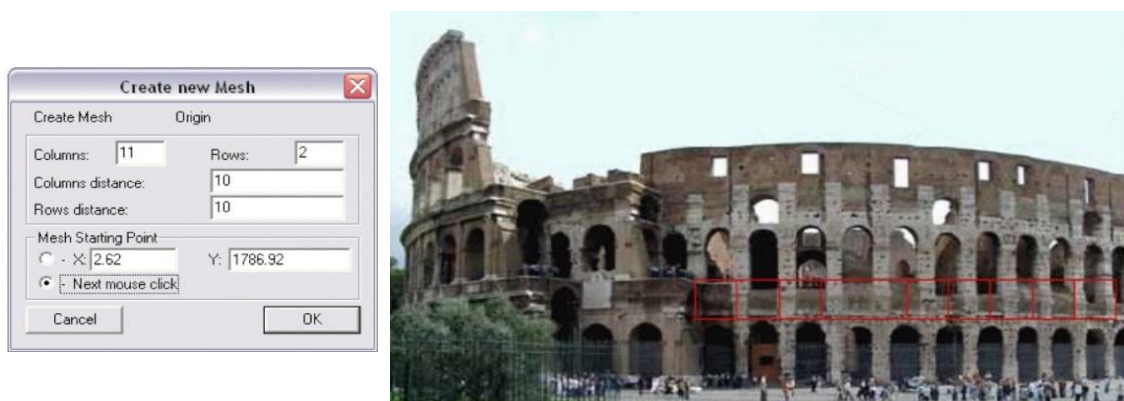 Create new Mesh
Create Mesh Origin
Columns: 11 Rows: 2
Columns distance: 10
Rows distance: 10
Mesh Starting Point
- X: 2.62 Y: 1786.92
- Next mouse click
Cancel OK